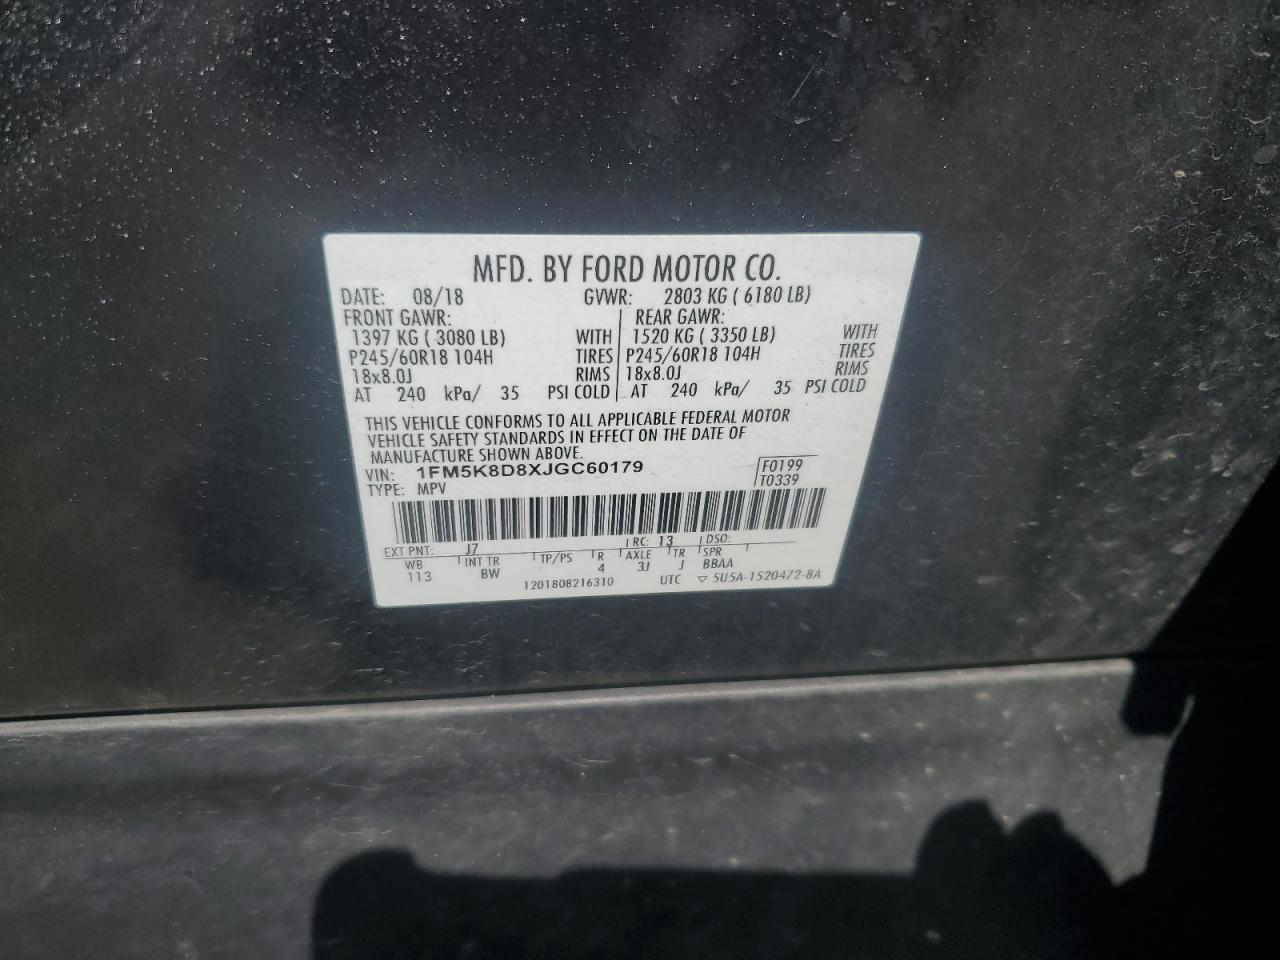 MFD. BY FORD MOTOR CO.
DATE: 08/18 GVWR: 2803 KG ( 6180 LB)
FRONT GAWR: REAR GAWR:
1397 KG ( 3080 LB) WITH 1520 KG ( 3350 LB) WITH
P245/60R18 104H TIRES P245/60R18 104H TIRES
18x8.0J RIMS 18x8.0J RIMS
AT 240 kPa/ 35 PSI COLD AT 240 kPa/ 35 PSI COLD
THIS VEHICLE CONFORMS TO ALL APPLICABLE FEDERAL MOTOR
VEHICLE SAFETY STANDARDS IN EFFECT ON THE DATE OF
MANUFACTURE SHOWN ABOVE.
VIN: 1FM5K8D8XJGC60179 F0199
TYPE: MPV T0339
EXT PNT: J7 RC: 13 DSO:
WB INT TR TP/PS R AXLE TR SPR
113 BW 4 3J J BBAA
1201808216310 UTC ▽ 5U5A-1520472-BA